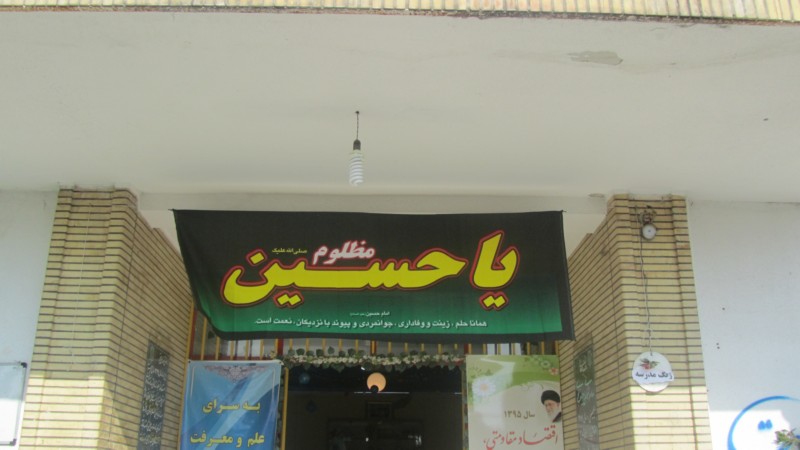 صلی الله علیک
یا حسین مظلوم
امام حسین
همانا حلم ، زینت و وفاداری ، جوانمردی و پیوند با نزدیکان ، نعمت است.
به سرای
علم و معرفت
سال ۱۳۹۵
اقتصاد مقاومتی،
زنگ مدرسه